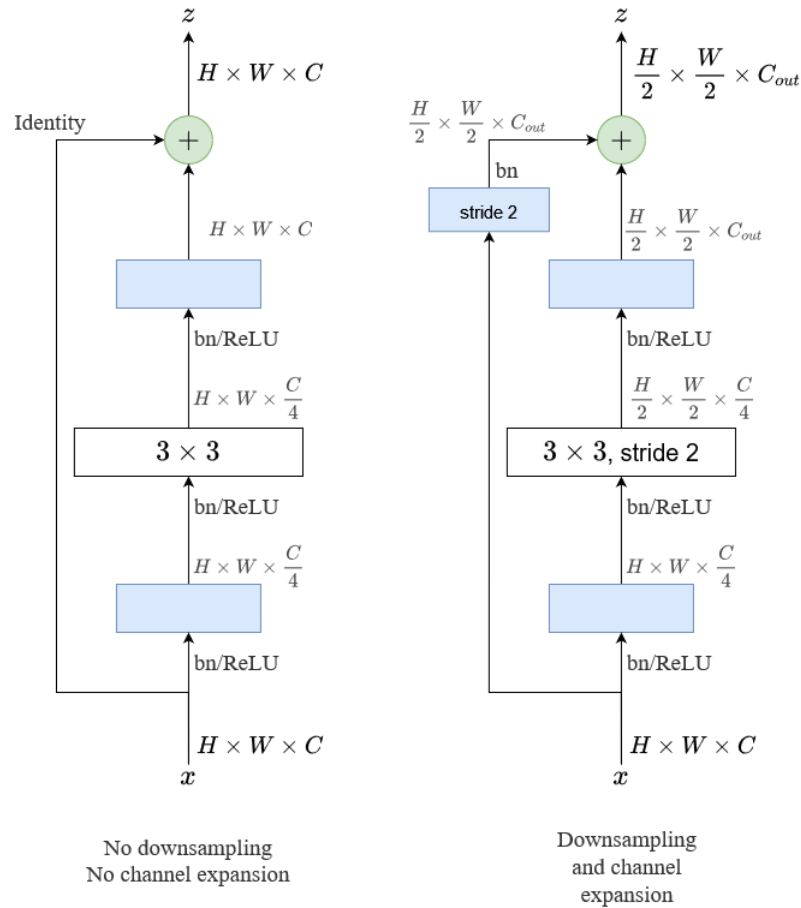 z
H × W × C
Identity
+
H × W × C
bn/ReLU
H × W × C/4
3 × 3
bn/ReLU
H × W × C/4
bn/ReLU
H × W × C
x
No downsampling
No channel expansion
z
H/2 × W/2 × C_out
H/2 × W/2 × C_out
+
bn
stride 2
H/2 × W/2 × C_out
bn/ReLU
H/2 × W/2 × C/4
3 × 3, stride 2
bn/ReLU
H × W × C/4
bn/ReLU
H × W × C
x
Downsampling
and channel
expansion